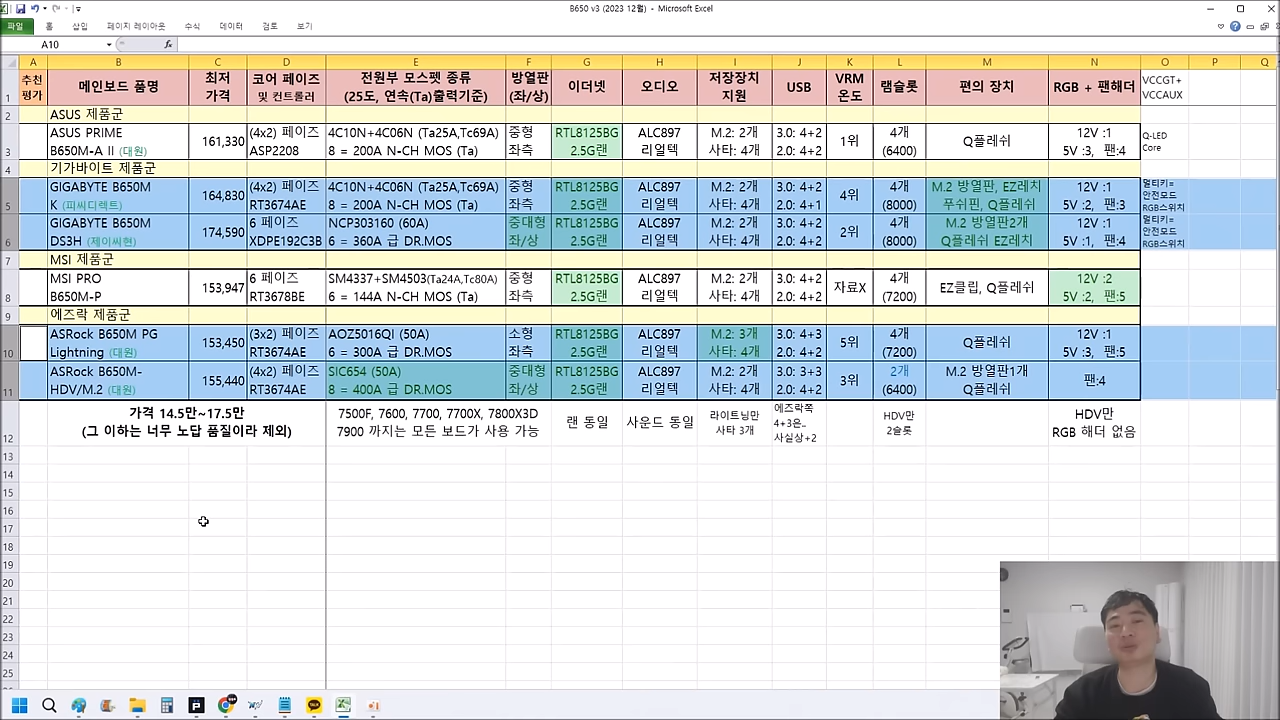 B650 v3 (2023 12월) - Microsoft Excel
파일 홈 삽입 페이지 레이아웃 수식 데이터 검토 보기
A10 fx
A B C D E F G H I J K L M N O P Q
1 추천 평가 메인보드 품명 최저 가격 코어 페이즈 및 컨트롤러 전원부 모스펫 종류 (25도, 연속(Ta)출력기준) 방열판 (좌/상) 이더넷 오디오 저장장치 지원 USB VRM 온도 램슬롯 편의 장치 RGB + 팬헤더 VCCGT+ VCCAUX
2 ASUS 제품군
3 ASUS PRIME B650M-A II (대원) 161,330 (4x2) 페이즈 ASP2208 4C10N+4C06N (Ta25A,Tc69A) 8 = 200A N-CH MOS (Ta) 중형 좌측 RTL8125BG 2.5G랜 ALC897 리얼텍 M.2: 2개 사타: 4개 3.0: 4+2 2.0: 4+2 1위 4개 (6400) Q플레쉬 12V :1 5V :3, 팬:4 Q-LED Core
4 기가바이트 제품군
5 GIGABYTE B650M K (피씨디렉트) 164,830 (4x2) 페이즈 RT3674AE 4C10N+4C06N (Ta25A,Tc69A) 8 = 200A N-CH MOS (Ta) 중형 좌측 RTL8125BG 2.5G랜 ALC897 리얼텍 M.2: 2개 사타: 4개 3.0: 4+2 2.0: 4+1 4위 4개 (8000) M.2 방열판, EZ레치 푸쉬핀, Q플레쉬 12V :1 5V :2, 팬:3 멀티키= 안전모드 RGB스위치
6 GIGABYTE B650M DS3H (제이씨현) 174,590 6 페이즈 XDPE192C3B NCP303160 (60A) 6 = 360A 급 DR.MOS 중대형 좌/상 RTL8125BG 2.5G랜 ALC897 리얼텍 M.2: 2개 사타: 4개 3.0: 4+2 2.0: 4+2 2위 4개 (8000) M.2 방열판2개 Q플레쉬 EZ레치 12V :1 5V :1, 팬:4 멀티키= 안전모드 RGB스위치
7 MSI 제품군
8 MSI PRO B650M-P 153,947 6 페이즈 RT3678BE SM4337+SM4503(Ta24A,Tc80A) 6 = 144A N-CH MOS (Ta) 중형 좌측 RTL8125BG 2.5G랜 ALC897 리얼텍 M.2: 2개 사타: 4개 3.0: 4+2 2.0: 4+2 자료X 4개 (7200) EZ클립, Q플레쉬 12V :2 5V :2, 팬:5
9 에즈락 제품군
10 ASRock B650M PG Lightning (대원) 153,450 (3x2) 페이즈 RT3674AE AOZ5016QI (50A) 6 = 300A 급 DR.MOS 소형 좌측 RTL8125BG 2.5G랜 ALC897 리얼텍 M.2: 3개 사타: 4개 3.0: 4+3 2.0: 4+2 5위 4개 (7200) Q플레쉬 12V :1 5V :3, 팬:5
11 ASRock B650M-HDV/M.2 (대원) 155,440 (4x2) 페이즈 RT3674AE SIC654 (50A) 8 = 400A 급 DR.MOS 중대형 좌/상 RTL8125BG 2.5G랜 ALC897 리얼텍 M.2: 2개 사타: 4개 3.0: 3+3 2.0: 4+2 3위 2개 (6400) M.2 방열판1개 Q플레쉬 팬:4
12 가격 14.5만~17.5만 (그 이하는 너무 노답 품질이라 제외) 7500F, 7600, 7700, 7700X, 7800X3D 7900 까지는 모든 보드가 사용 가능 랜 동일 사운드 동일 라이트닝만 사타 3개 에즈락쪽 4+3은.. 사실상+2 HDV만 2슬롯 HDV만 RGB 해더 없음
13
14
15
16
17
18
19
20
21
22
23
24
25